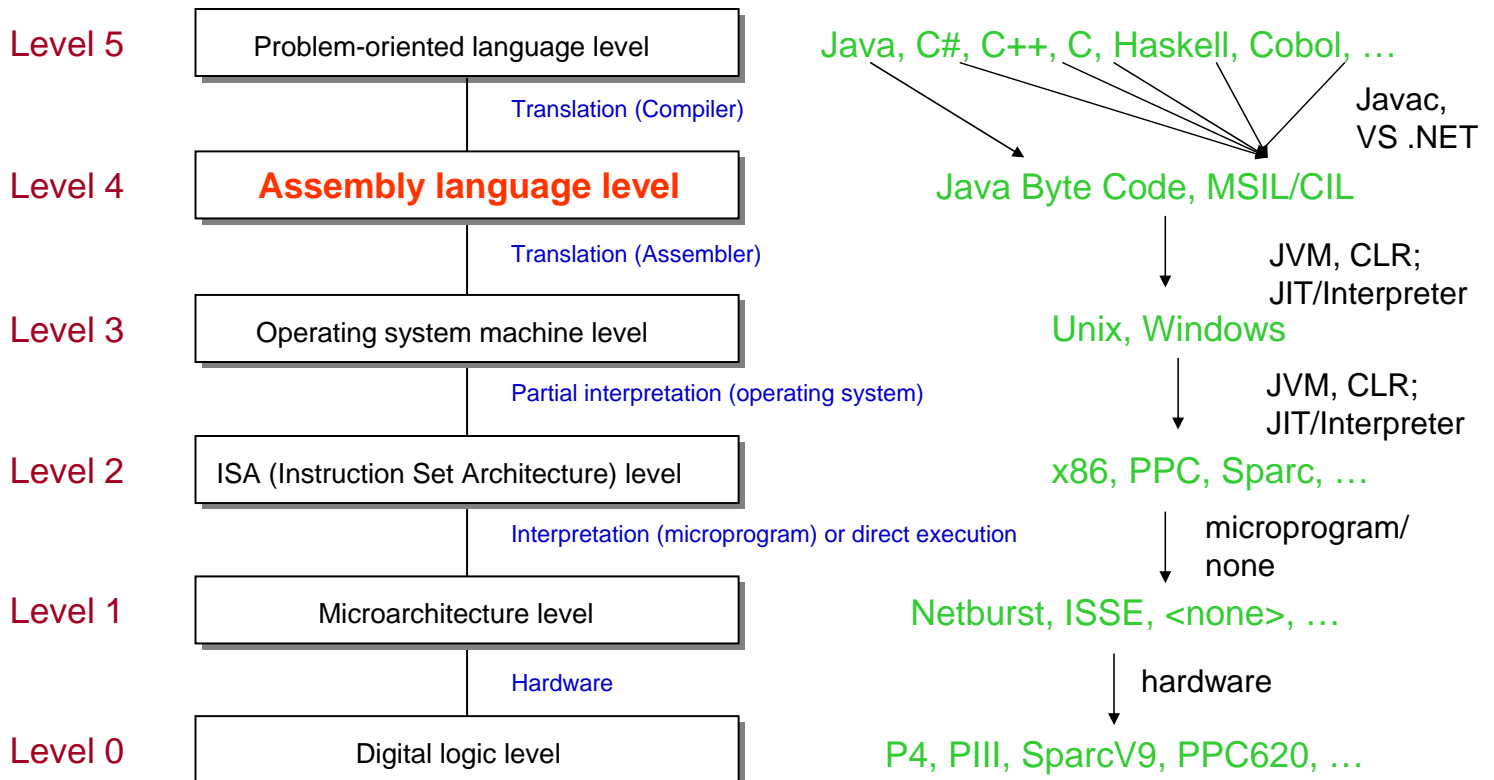 Level 5
Problem-oriented language level
Java, C#, C++, C, Haskell, Cobol, …
Translation (Compiler)
Javac,
VS .NET
Level 4
Assembly language level
Java Byte Code, MSIL/CIL
Translation (Assembler)
JVM, CLR;
JIT/Interpreter
Level 3
Operating system machine level
Unix, Windows
Partial interpretation (operating system)
JVM, CLR;
JIT/Interpreter
Level 2
ISA (Instruction Set Architecture) level
x86, PPC, Sparc, …
Interpretation (microprogram) or direct execution
microprogram/
none
Level 1
Microarchitecture level
Netburst, ISSE, <none>, …
Hardware
hardware
Level 0
Digital logic level
P4, PIII, SparcV9, PPC620, …